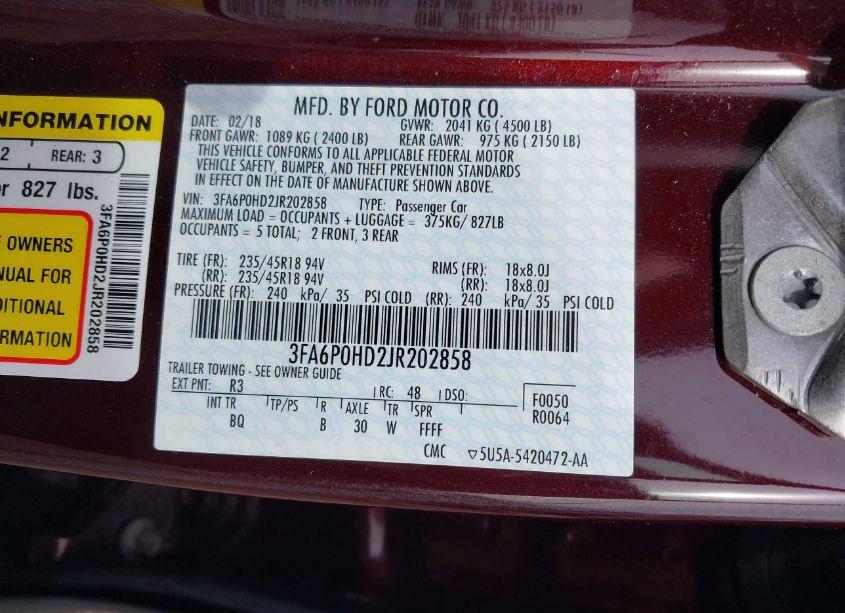 INFORMATION
2 REAR: 3
or 827 lbs.
E OWNERS
NUAL FOR
DITIONAL
ORMATION
3FA6P0HD2JR202858
MFD. BY FORD MOTOR CO.
DATE: 02/18 GVWR: 2041 KG ( 4500 LB)
FRONT GAWR: 1089 KG ( 2400 LB) REAR GAWR: 975 KG ( 2150 LB)
THIS VEHICLE CONFORMS TO ALL APPLICABLE FEDERAL MOTOR
VEHICLE SAFETY, BUMPER, AND THEFT PREVENTION STANDARDS
IN EFFECT ON THE DATE OF MANUFACTURE SHOWN ABOVE.
VIN: 3FA6P0HD2JR202858 TYPE: Passenger Car
MAXIMUM LOAD = OCCUPANTS + LUGGAGE = 375KG/ 827LB
OCCUPANTS = 5 TOTAL; 2 FRONT, 3 REAR
TIRE (FR): 235/45R18 94V RIMS (FR): 18x8.0J
(RR): 235/45R18 94V (RR): 18x8.0J
PRESSURE (FR): 240 kPa/ 35 PSI COLD (RR): 240 kPa/ 35 PSI COLD
3FA6P0HD2JR202858
TRAILER TOWING - SEE OWNER GUIDE
EXT PNT: R3 RC: 48 DSO: F0050
R0064
INT TR TP/PS R AXLE TR SPR
BQ B 30 W FFFF
CMC ▽5U5A-5420472-AA